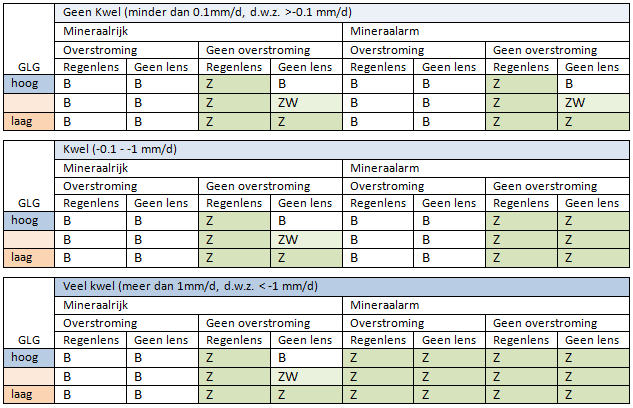 Geen Kwel (minder dan 0.1mm/d, d.w.z. >-0.1 mm/d)
Mineraalrijk Mineraalarm
Overstroming Geen overstroming Overstroming Geen overstroming
GLG Regenlens Geen lens Regenlens Geen lens Regenlens Geen lens Regenlens Geen lens
hoog B B Z B B B Z B
B B Z ZW B B Z ZW
laag B B Z Z B B Z Z
Kwel (-0.1 - -1 mm/d)
Mineraalrijk Mineraalarm
Overstroming Geen overstroming Overstroming Geen overstroming
GLG Regenlens Geen lens Regenlens Geen lens Regenlens Geen lens Regenlens Geen lens
hoog B B Z B B B Z Z
B B Z ZW B B Z Z
laag B B Z Z B B Z Z
Veel kwel (meer dan 1mm/d, d.w.z. < -1 mm/d)
Mineraalrijk Mineraalarm
Overstroming Geen overstroming Overstroming Geen overstroming
GLG Regenlens Geen lens Regenlens Geen lens Regenlens Geen lens Regenlens Geen lens
hoog B B Z B Z Z Z Z
B B Z ZW Z Z Z Z
laag B B Z Z Z Z Z Z